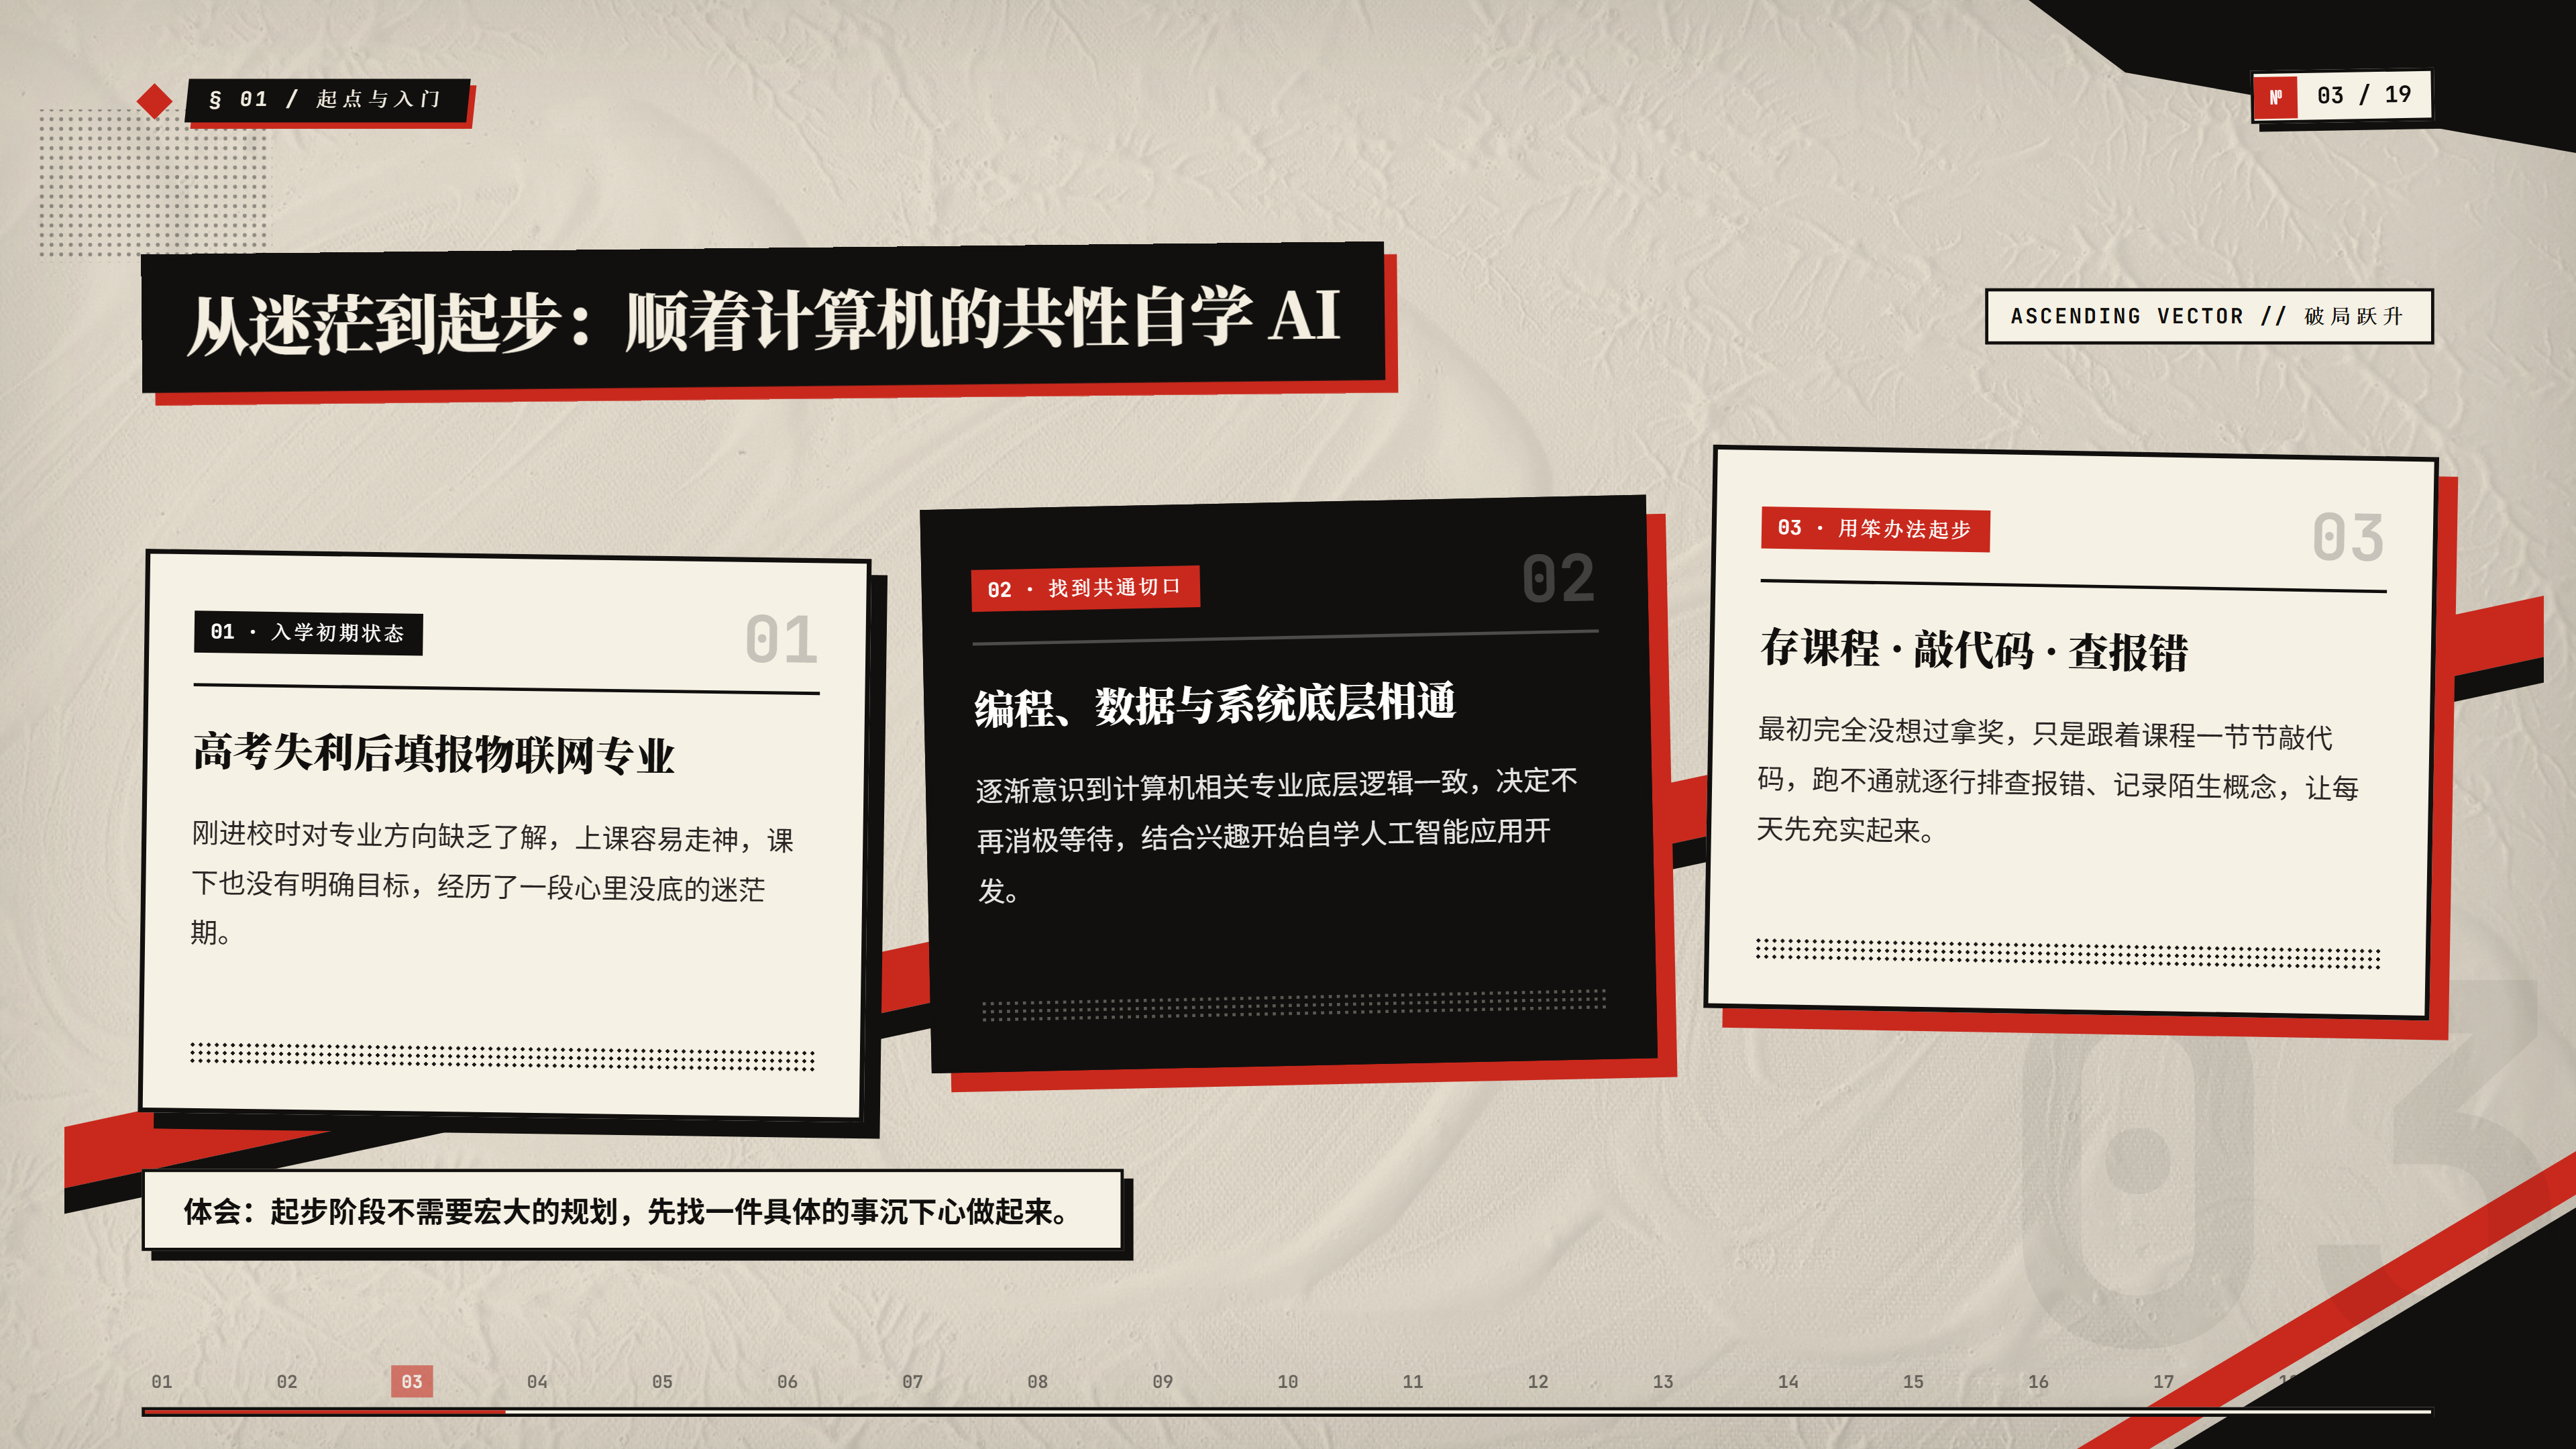 § 01 / 起点与入门
№ 03 / 19
从迷茫到起步：顺着计算机的共性自学 AI
ASCENDING VECTOR // 破局跃升
01 · 入学初期状态
01
高考失利后填报物联网专业
刚进校时对专业方向缺乏了解，上课容易走神，课
下也没有明确目标，经历了一段心里没底的迷茫
期。
02 · 找到共通切口
02
编程、数据与系统底层相通
逐渐意识到计算机相关专业底层逻辑一致，决定不
再消极等待，结合兴趣开始自学人工智能应用开
发。
03 · 用笨办法起步
03
存课程 · 敲代码 · 查报错
最初完全没想过拿奖，只是跟着课程一节节敲代
码，跑不通就逐行排查报错、记录陌生概念，让每
天先充实起来。
体会：起步阶段不需要宏大的规划，先找一件具体的事沉下心做起来。
03
01 02 03 04 05 06 07 08 09 10 11 12 13 14 15 16 17